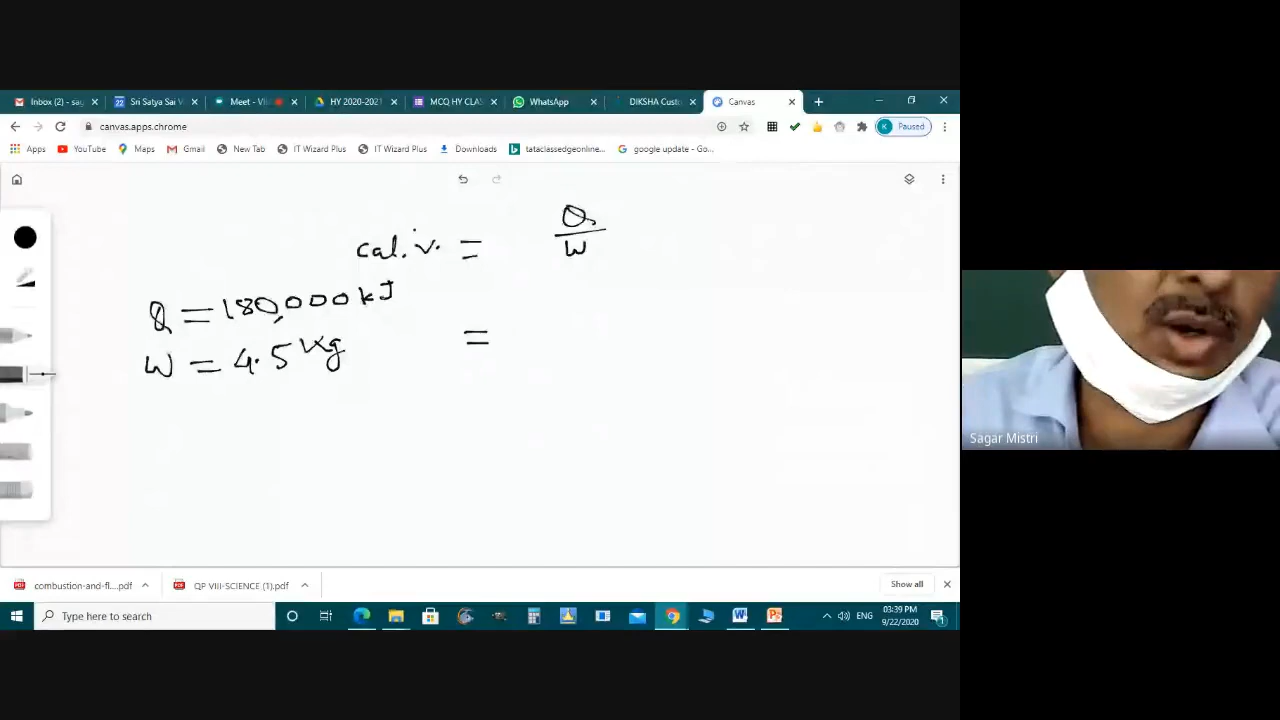 Inbox (2) - sag
Sri Satya Sai V
Meet - VII
HY 2020-2021
MCQ HY CLAS
WhatsApp
DIKSHA Custo
Canvas
canvas.apps.chrome
Paused
Apps
YouTube
Maps
Gmail
New Tab
IT Wizard Plus
IT Wizard Plus
Downloads
tataclassedgeonline...
google update - Go...
cal. v. = Q/W
Q = 180,000 kJ
=
W = 4.5 Kg
Sagar Mistri
combustion-and-fl....pdf
QP VIII-SCIENCE (1).pdf
Show all
Type here to search
ENG
03:39 PM
9/22/2020